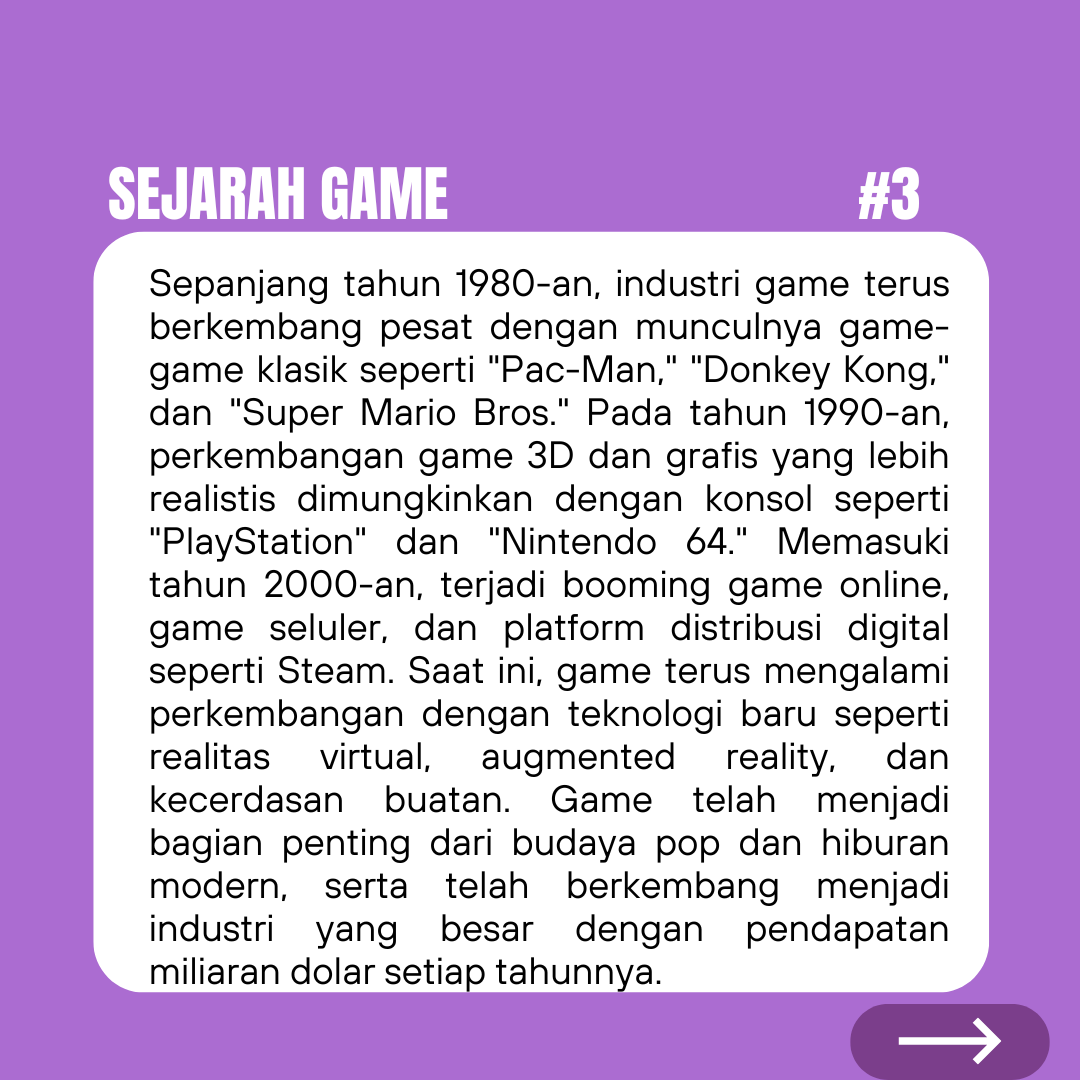 SEJARAH GAME #3
Sepanjang tahun 1980-an, industri game terus
berkembang pesat dengan munculnya game-
game klasik seperti "Pac-Man," "Donkey Kong,"
dan "Super Mario Bros." Pada tahun 1990-an,
perkembangan game 3D dan grafis yang lebih
realistis dimungkinkan dengan konsol seperti
"PlayStation" dan "Nintendo 64." Memasuki
tahun 2000-an, terjadi booming game online,
game seluler, dan platform distribusi digital
seperti Steam. Saat ini, game terus mengalami
perkembangan dengan teknologi baru seperti
realitas virtual, augmented reality, dan
kecerdasan buatan. Game telah menjadi
bagian penting dari budaya pop dan hiburan
modern, serta telah berkembang menjadi
industri yang besar dengan pendapatan
miliaran dolar setiap tahunnya.